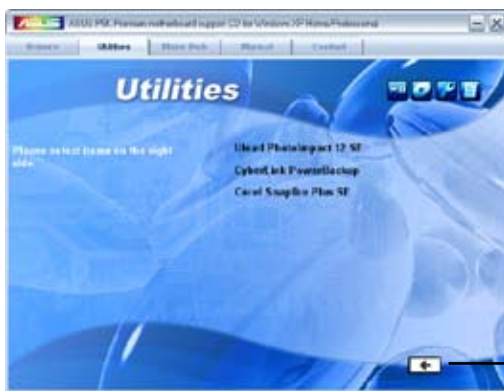 ASUS P5K Premium motherboard support CD for Windows XP Home/Professional
Drivers Utilities Make Disk Manual Contact
Utilities
Please select items on the right
side.
Ulead PhotoImpact 12 SE
CyberLink PowerBackup
Corel Snapfire Plus SE